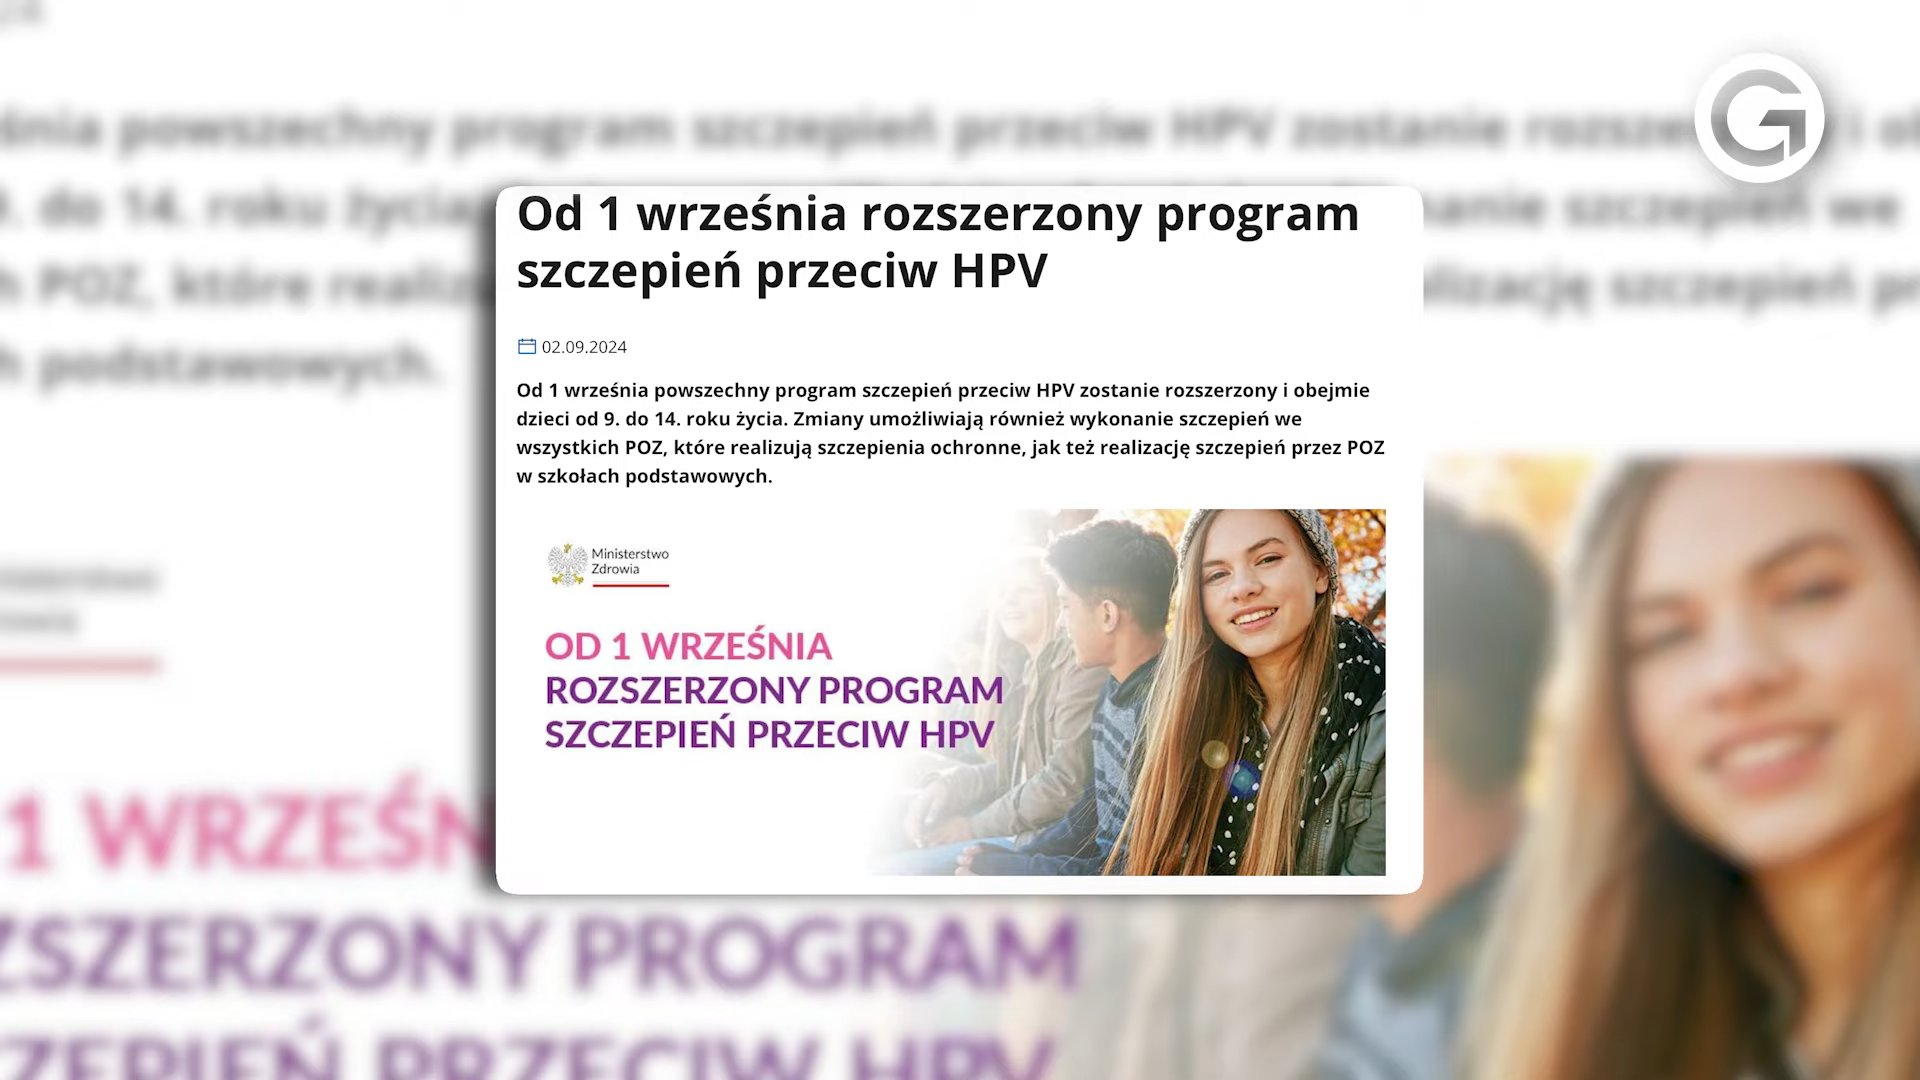 Od 1 września rozszerzony program
szczepień przeciw HPV
02.09.2024
Od 1 września powszechny program szczepień przeciw HPV zostanie rozszerzony i obejmie
dzieci od 9. do 14. roku życia. Zmiany umożliwiają również wykonanie szczepień we
wszystkich POZ, które realizują szczepienia ochronne, jak też realizację szczepień przez POZ
w szkołach podstawowych.
Ministerstwo
Zdrowia
OD 1 WRZEŚNIA
ROZSZERZONY PROGRAM
SZCZEPIEŃ PRZECIW HPV